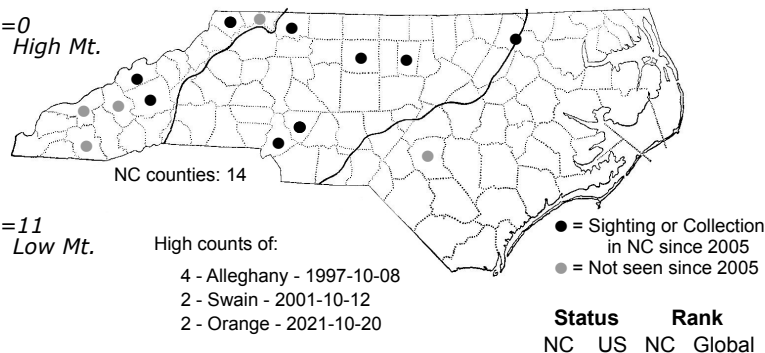 =0
High Mt.
NC counties: 14
=11
Low Mt.
High counts of:
4 - Alleghany - 1997-10-08
2 - Swain - 2001-10-12
2 - Orange - 2021-10-20
= Sighting or Collection
in NC since 2005
= Not seen since 2005
Status Rank
NC US NC Global